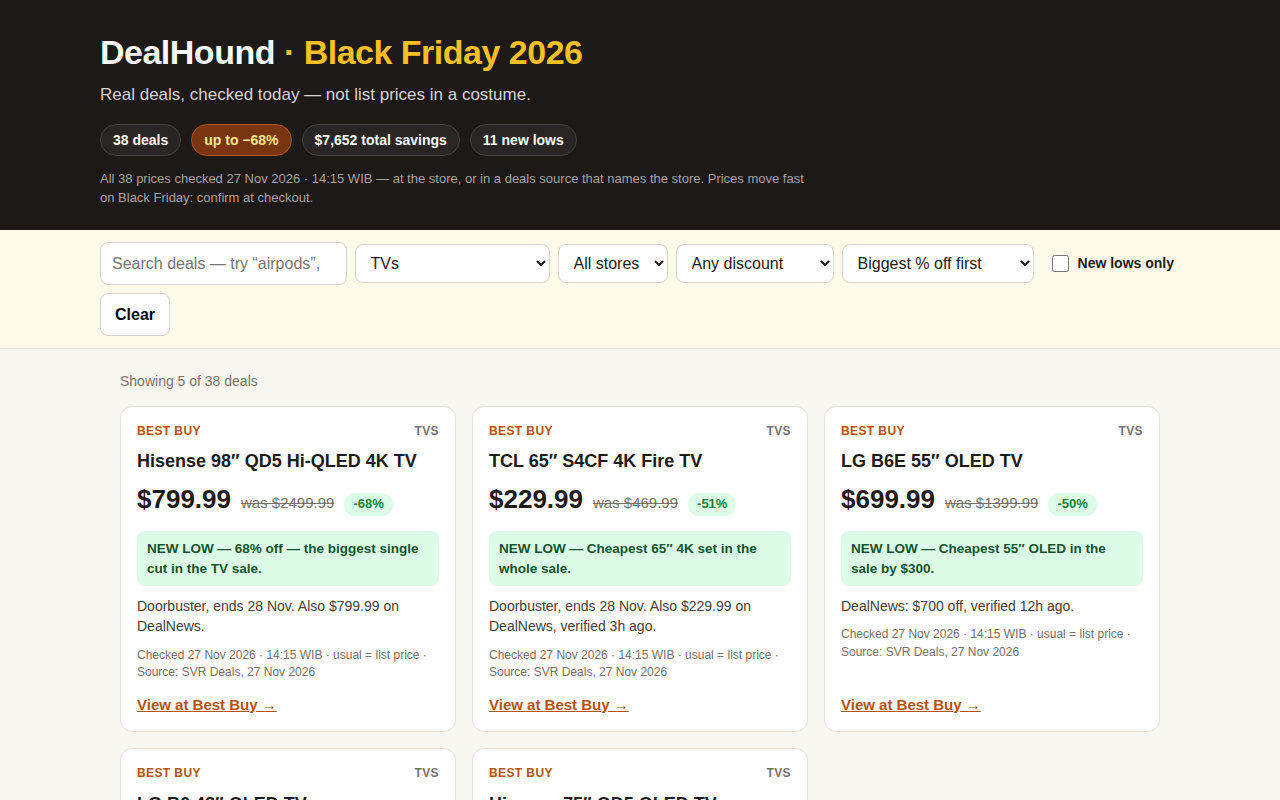 DealHound · Black Friday 2026
Real deals, checked today — not list prices in a costume.
38 deals
up to −68%
$7,652 total savings
11 new lows
All 38 prices checked 27 Nov 2026 · 14:15 WIB — at the store, or in a deals source that names the store. Prices move fast
on Black Friday: confirm at checkout.
Search deals — try “airpods”,
TVs
All stores
Any discount
Biggest % off first
New lows only
Clear
Showing 5 of 38 deals
BEST BUY
TVS
Hisense 98″ QD5 Hi-QLED 4K TV
$799.99 was $2499.99 -68%
NEW LOW — 68% off — the biggest single
cut in the TV sale.
Doorbuster, ends 28 Nov. Also $799.99 on
DealNews.
Checked 27 Nov 2026 · 14:15 WIB · usual = list price ·
Source: SVR Deals, 27 Nov 2026
View at Best Buy →
BEST BUY
TVS
TCL 65″ S4CF 4K Fire TV
$229.99 was $469.99 -51%
NEW LOW — Cheapest 65″ 4K set in the
whole sale.
Doorbuster, ends 28 Nov. Also $229.99 on
DealNews, verified 3h ago.
Checked 27 Nov 2026 · 14:15 WIB · usual = list price ·
Source: SVR Deals, 27 Nov 2026
View at Best Buy →
BEST BUY
TVS
LG B6E 55″ OLED TV
$699.99 was $1399.99 -50%
NEW LOW — Cheapest 55″ OLED in the
sale by $300.
DealNews: $700 off, verified 12h ago.
Checked 27 Nov 2026 · 14:15 WIB · usual = list price ·
Source: SVR Deals, 27 Nov 2026
View at Best Buy →
BEST BUY
TVS
LG B6 48″ OLED TV
BEST BUY
TVS
Hisense 75″ QD5 QLED TV